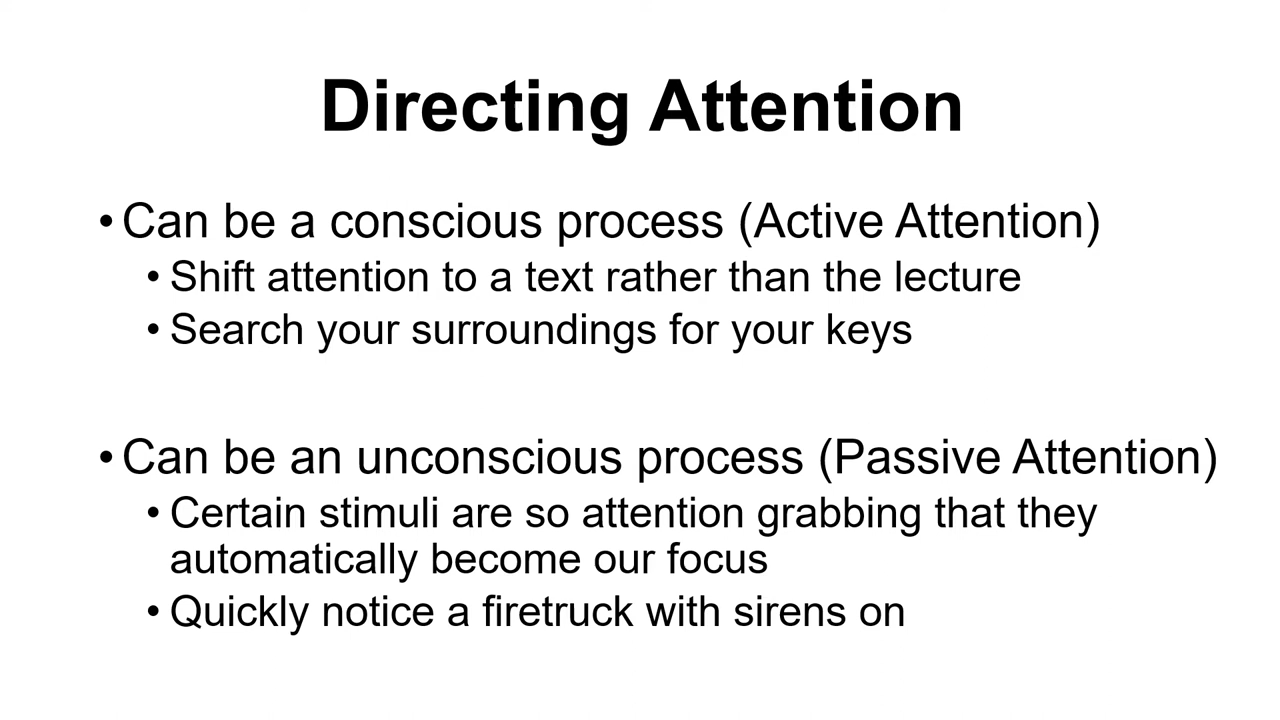 Directing Attention
•Can be a conscious process (Active Attention)
•Shift attention to a text rather than the lecture
•Search your surroundings for your keys
•Can be an unconscious process (Passive Attention)
•Certain stimuli are so attention grabbing that they
automatically become our focus
•Quickly notice a firetruck with sirens on